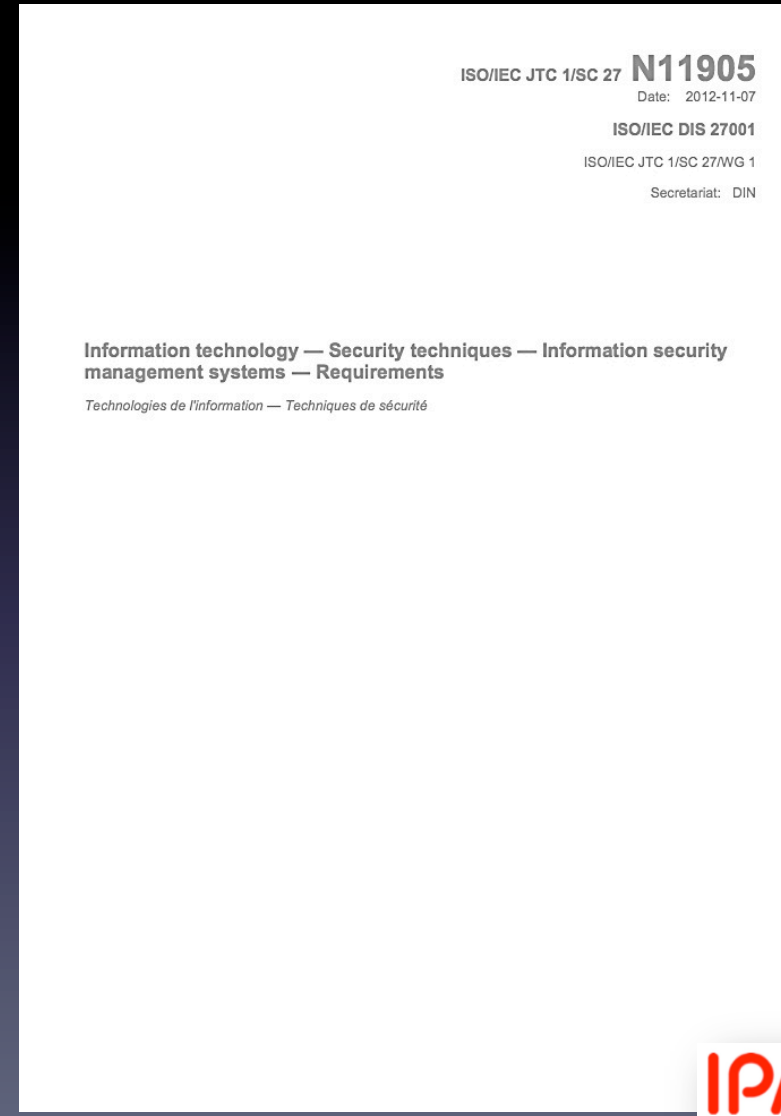 ISO/IEC JTC 1/SC 27 N11905
Date: 2012-11-07
ISO/IEC DIS 27001
ISO/IEC JTC 1/SC 27/WG 1
Secretariat: DIN
Information technology — Security techniques — Information security
management systems — Requirements
Technologies de l'information — Techniques de sécurité